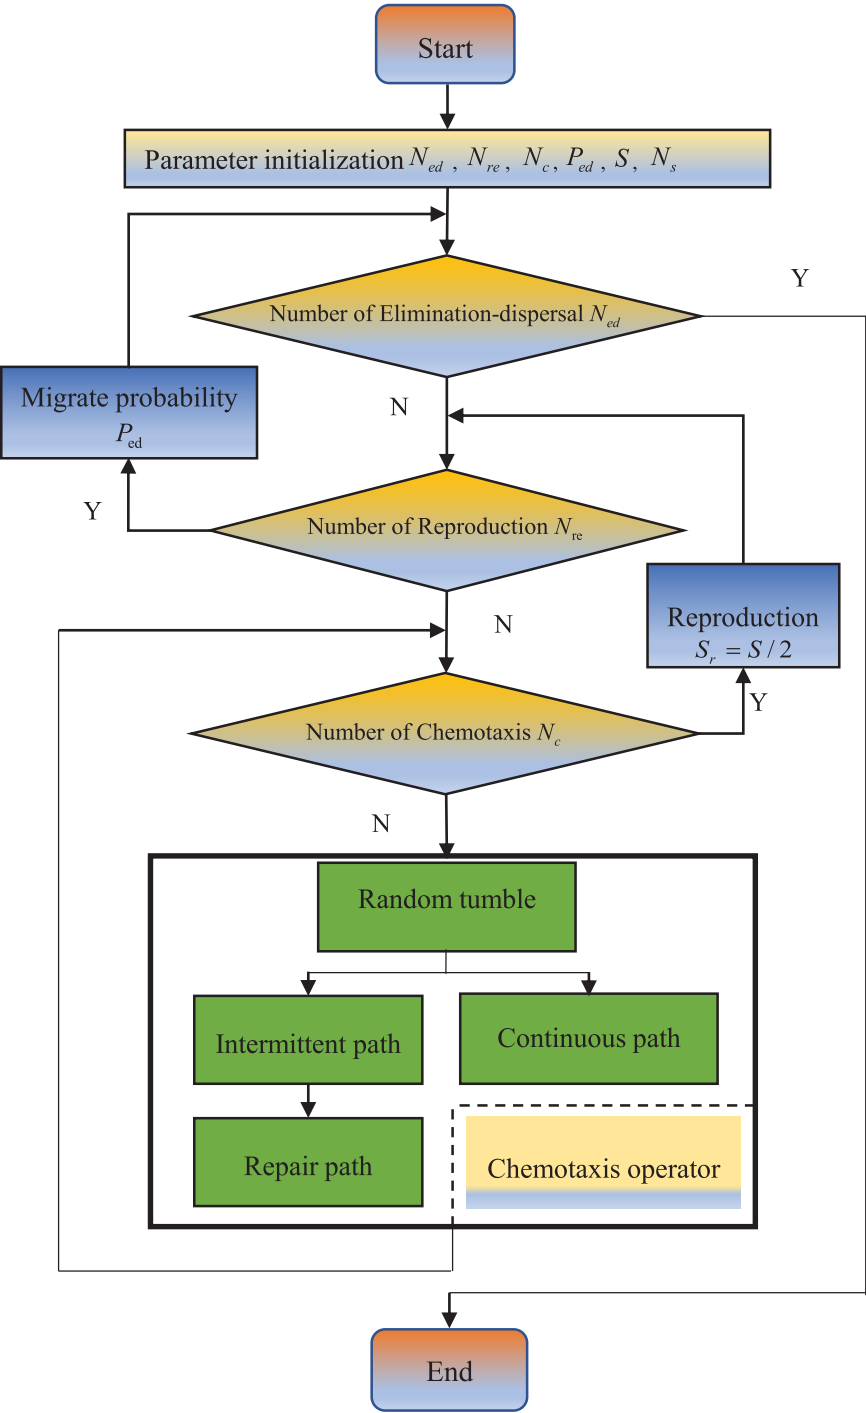 Start
Parameter initialization N_ed , N_re , N_c , P_ed , S , N_s
Y
Number of Elimination-dispersal N_ed
Migrate probability
P_ed
N
Y
Number of Reproduction N_re
N
Reproduction
S_r = S / 2
Y
Number of Chemotaxis N_c
N
Random tumble
Intermittent path
Continuous path
Repair path
Chemotaxis operator
End